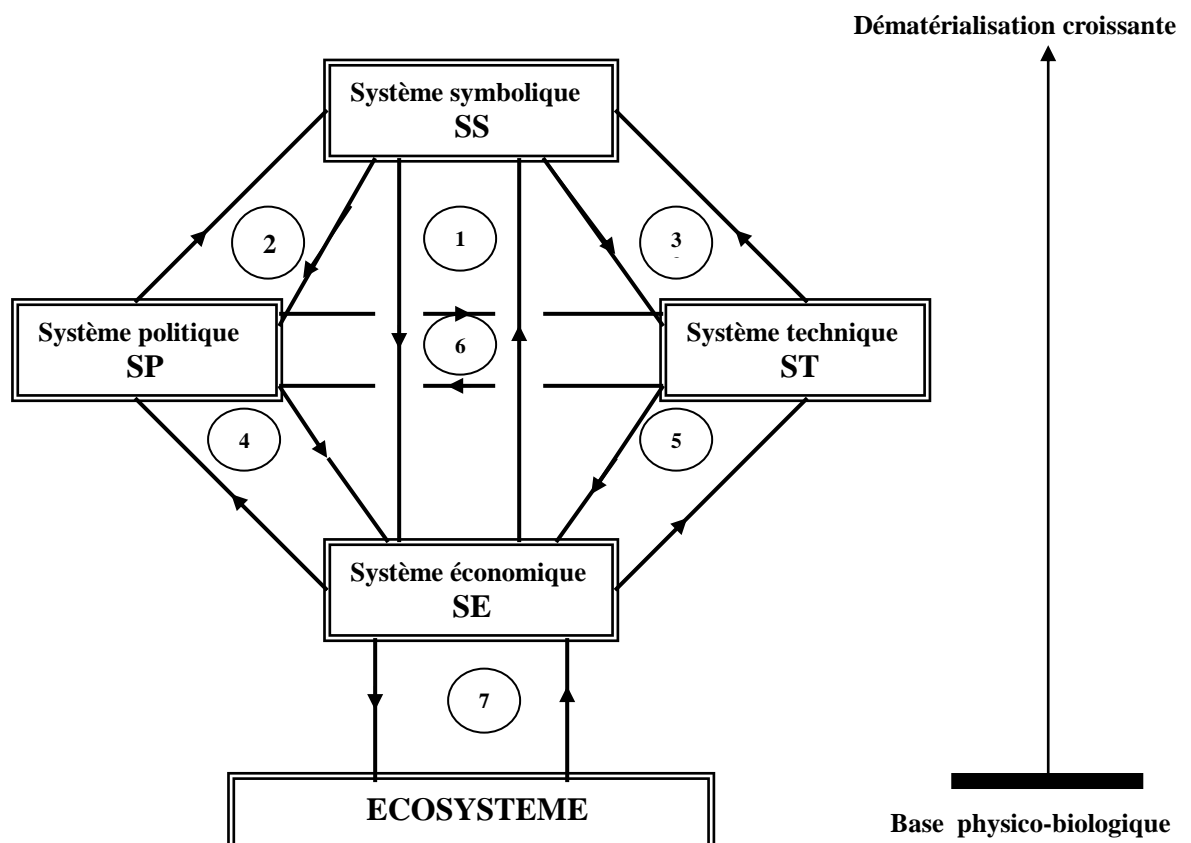 Dématérialisation croissante
Système symbolique
SS
2
1
3
Système politique
SP
6
Système technique
ST
4
5
Système économique
SE
7
ECOSYSTEME
Base physico-biologique